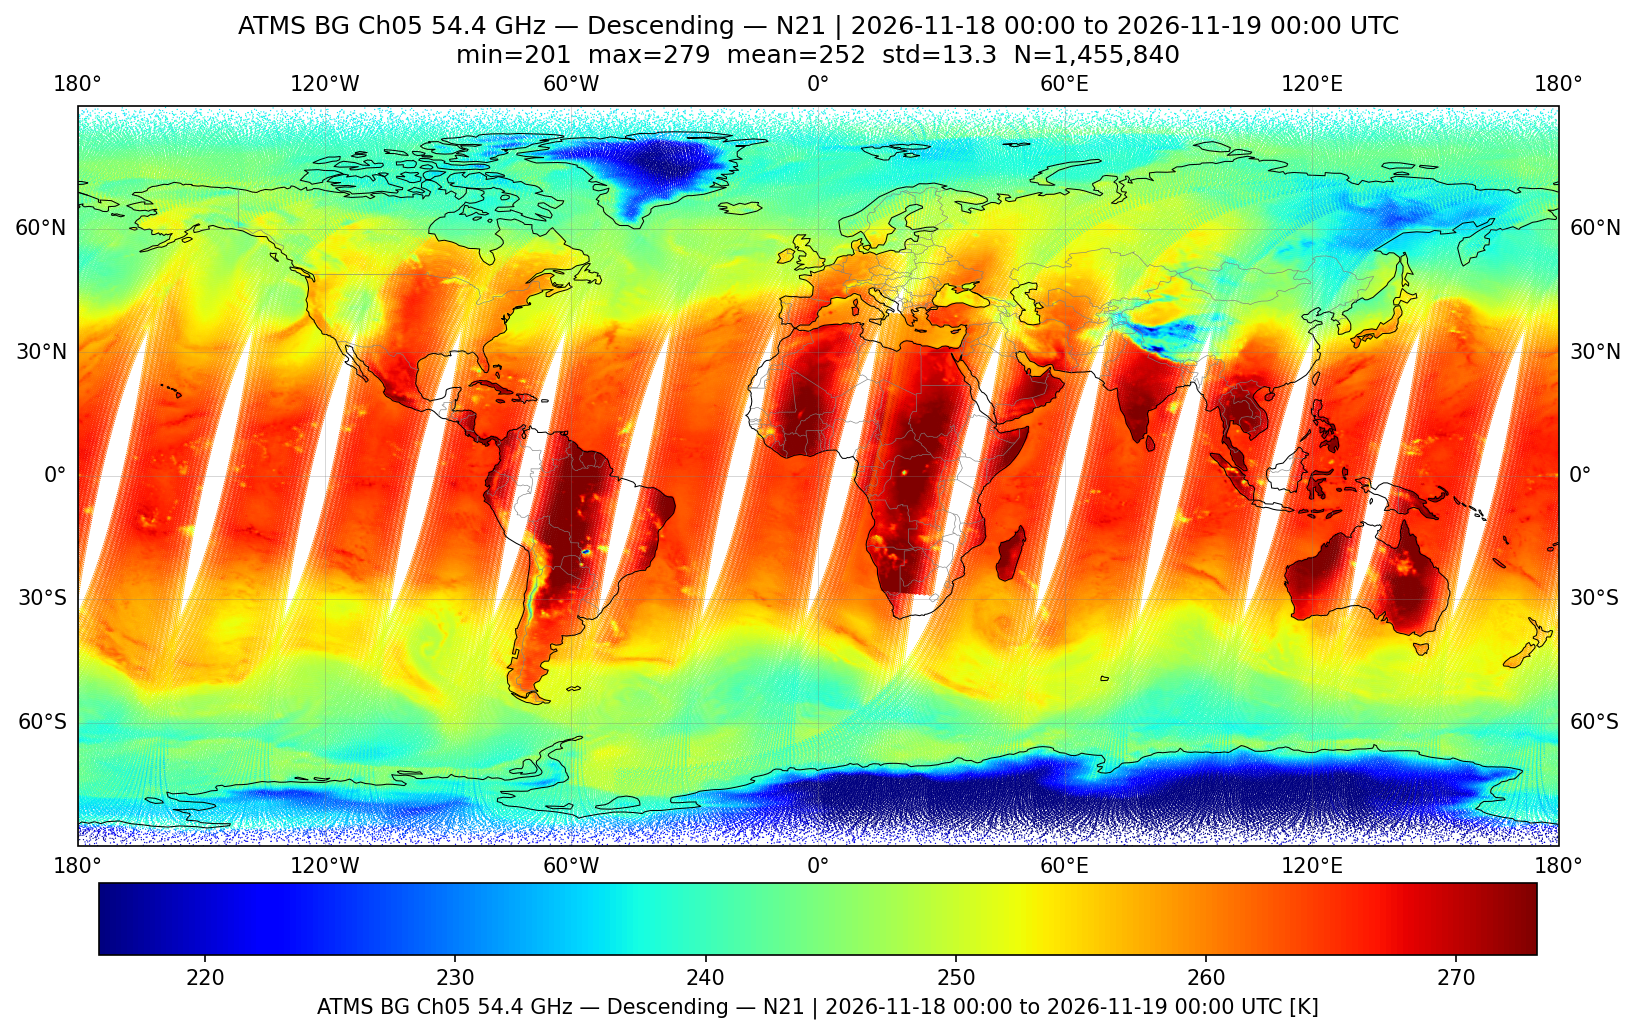 ATMS BG Ch05 54.4 GHz — Descending — N21 | 2026-11-18 00:00 to 2026-11-19 00:00 UTC
min=201 max=279 mean=252 std=13.3 N=1,455,840
180° 120°W 60°W 0° 60°E 120°E 180°
60°N 60°N
30°N 30°N
0° 0°
30°S 30°S
60°S 60°S
180° 120°W 60°W 0° 60°E 120°E 180°
220 230 240 250 260 270
ATMS BG Ch05 54.4 GHz — Descending — N21 | 2026-11-18 00:00 to 2026-11-19 00:00 UTC [K]